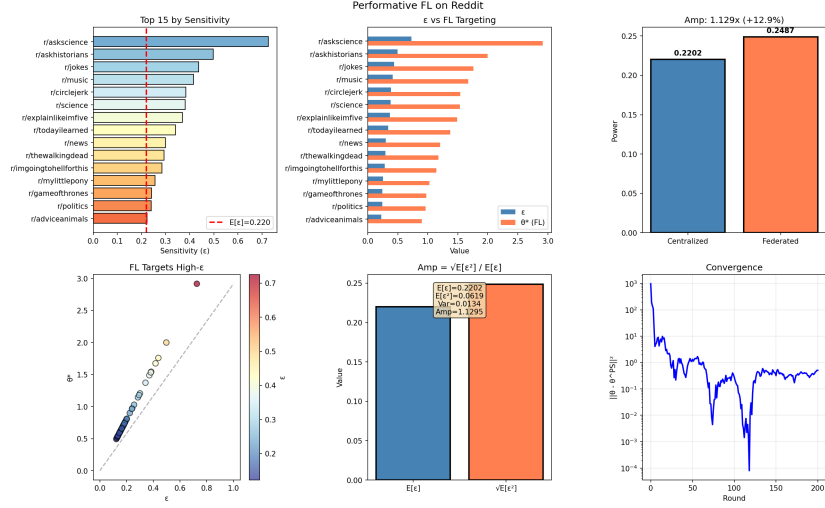 Performative FL on Reddit
Top 15 by Sensitivity
r/askscience
r/askhistorians
r/jokes
r/music
r/circlejerk
r/science
r/explainlikeimfive
r/todayilearned
r/news
r/thewalkingdead
r/imgoingtohellforthis
r/mylittlepony
r/gameofthrones
r/politics
r/adviceanimals
E[ε]=0.220
0.0 0.1 0.2 0.3 0.4 0.5 0.6 0.7
Sensitivity (ε)
ε vs FL Targeting
r/askscience
r/askhistorians
r/jokes
r/music
r/circlejerk
r/science
r/explainlikeimfive
r/todayilearned
r/news
r/thewalkingdead
r/imgoingtohellforthis
r/mylittlepony
r/gameofthrones
r/politics
r/adviceanimals
ε
θ* (FL)
0.0 0.5 1.0 1.5 2.0 2.5 3.0
Value
Amp: 1.129x (+12.9%)
0.2202
0.2487
0.25
0.20
0.15
0.10
0.05
0.00
Power
Centralized Federated
FL Targets High-ε
3.0
2.5
2.0
1.5
1.0
0.5
0.0
θ*
0.0 0.2 0.4 0.6 0.8 1.0
ε
0.7
0.6
0.5
0.4
0.3
0.2
ε
Amp = √E[ε²] / E[ε]
E[ε]=0.2202
E[ε²]=0.0619
Var=0.0134
Amp=1.1295
0.25
0.20
0.15
0.10
0.05
0.00
Value
E[ε] √E[ε²]
Convergence
10³
10²
10¹
10⁰
10⁻¹
10⁻²
10⁻³
10⁻⁴
||θ - θ^PS||²
0 50 100 150 200
Round